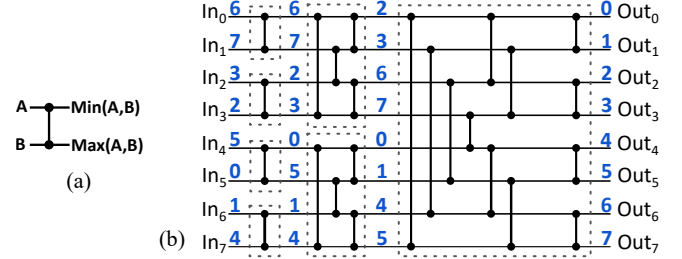 In0 6 6 2 0 Out0
In1 7 7 3 1 Out1
In2 3 2 6 2 Out2
In3 2 3 7 3 Out3
A Min(A,B)
B Max(A,B)
(a)
In4 5 0 0 4 Out4
In5 0 5 1 5 Out5
In6 1 1 4 6 Out6
In7 4 4 5 7 Out7
(b)